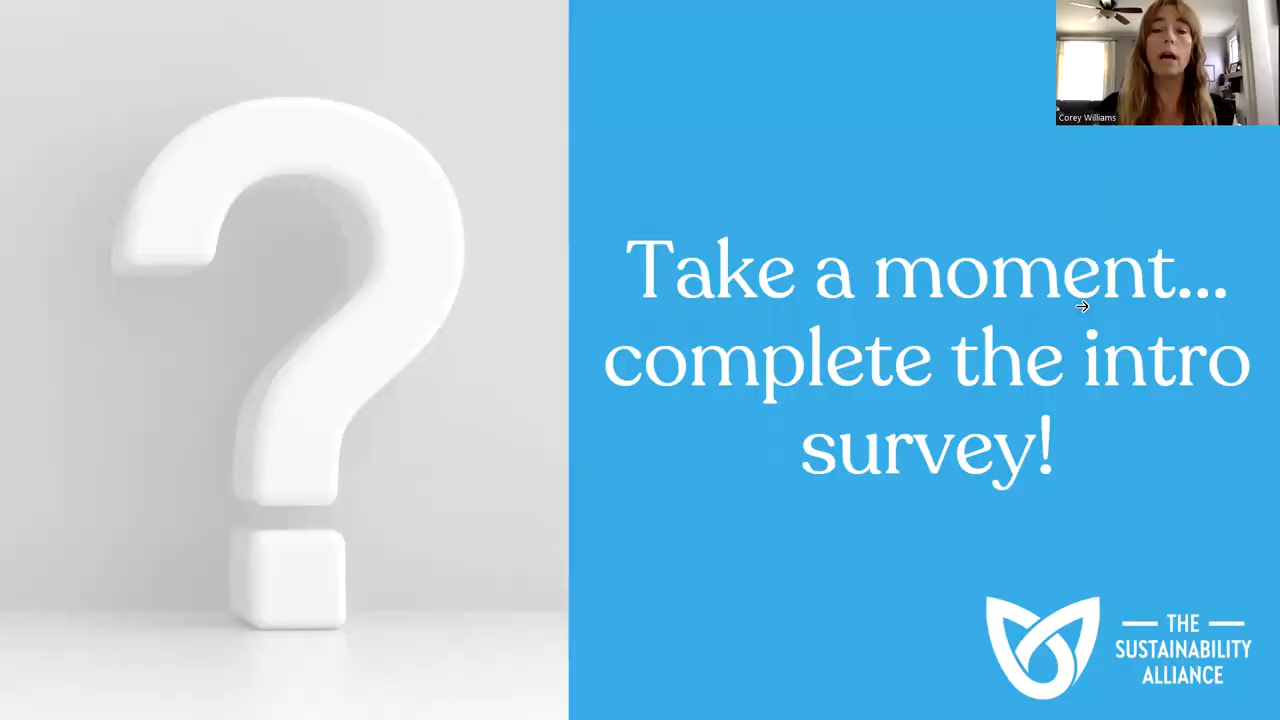 Corey Williams
Take a moment...
complete the intro
survey!
THE
SUSTAINABILITY
ALLIANCE